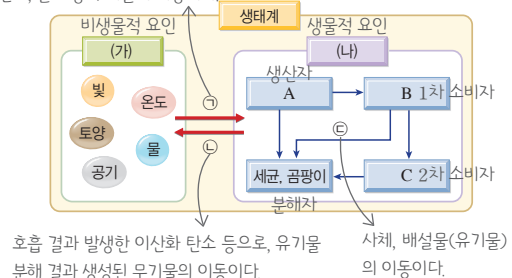 생태계
비생물적 요인
생물적 요인
(가)
(나)
빛
온도
토양
물
공기
㉠
㉡
생산자
A
B 1차 소비자
㉢
세균, 곰팡이
C 2차 소비자
분해자
호흡 결과 발생한 이산화 탄소 등으로, 유기물
분해 결과 생성된 무기물의 이동이다
사체, 배설물(유기물)
의 이동이다.